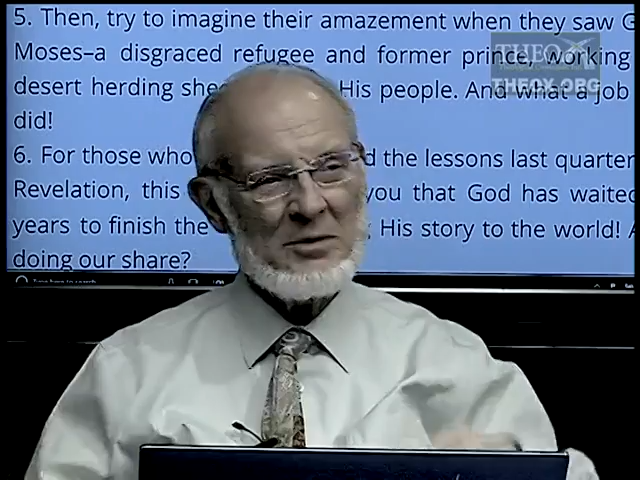 5. Then, try to imagine their amazement when they saw G
Moses–a disgraced refugee and former prince, working
desert herding she His people. And what a job
did!
6. For those who d the lessons last quarter
Revelation, this you that God has waited
years to finish the His story to the world! A
doing our share?
THEOX
THEOX.ORG